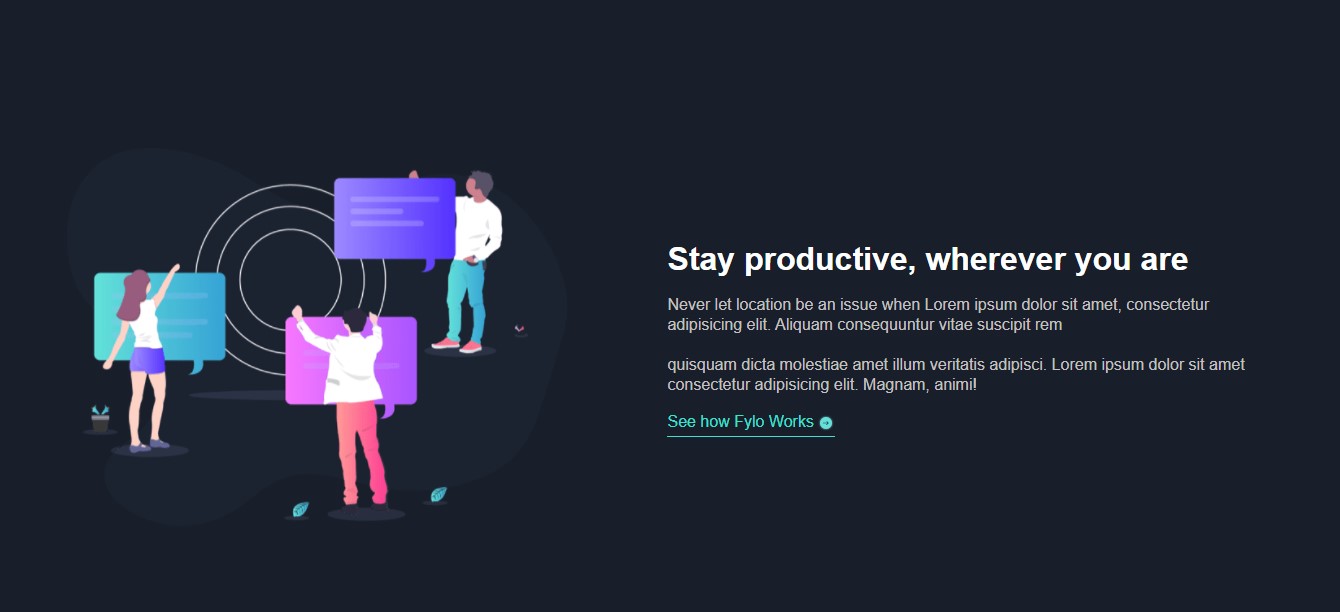 Stay productive, wherever you are
Never let location be an issue when Lorem ipsum dolor sit amet, consectetur
adipisicing elit. Aliquam consequuntur vitae suscipit rem
quisquam dicta molestiae amet illum veritatis adipisci. Lorem ipsum dolor sit amet
consectetur adipisicing elit. Magnam, animi!
See how Fylo Works